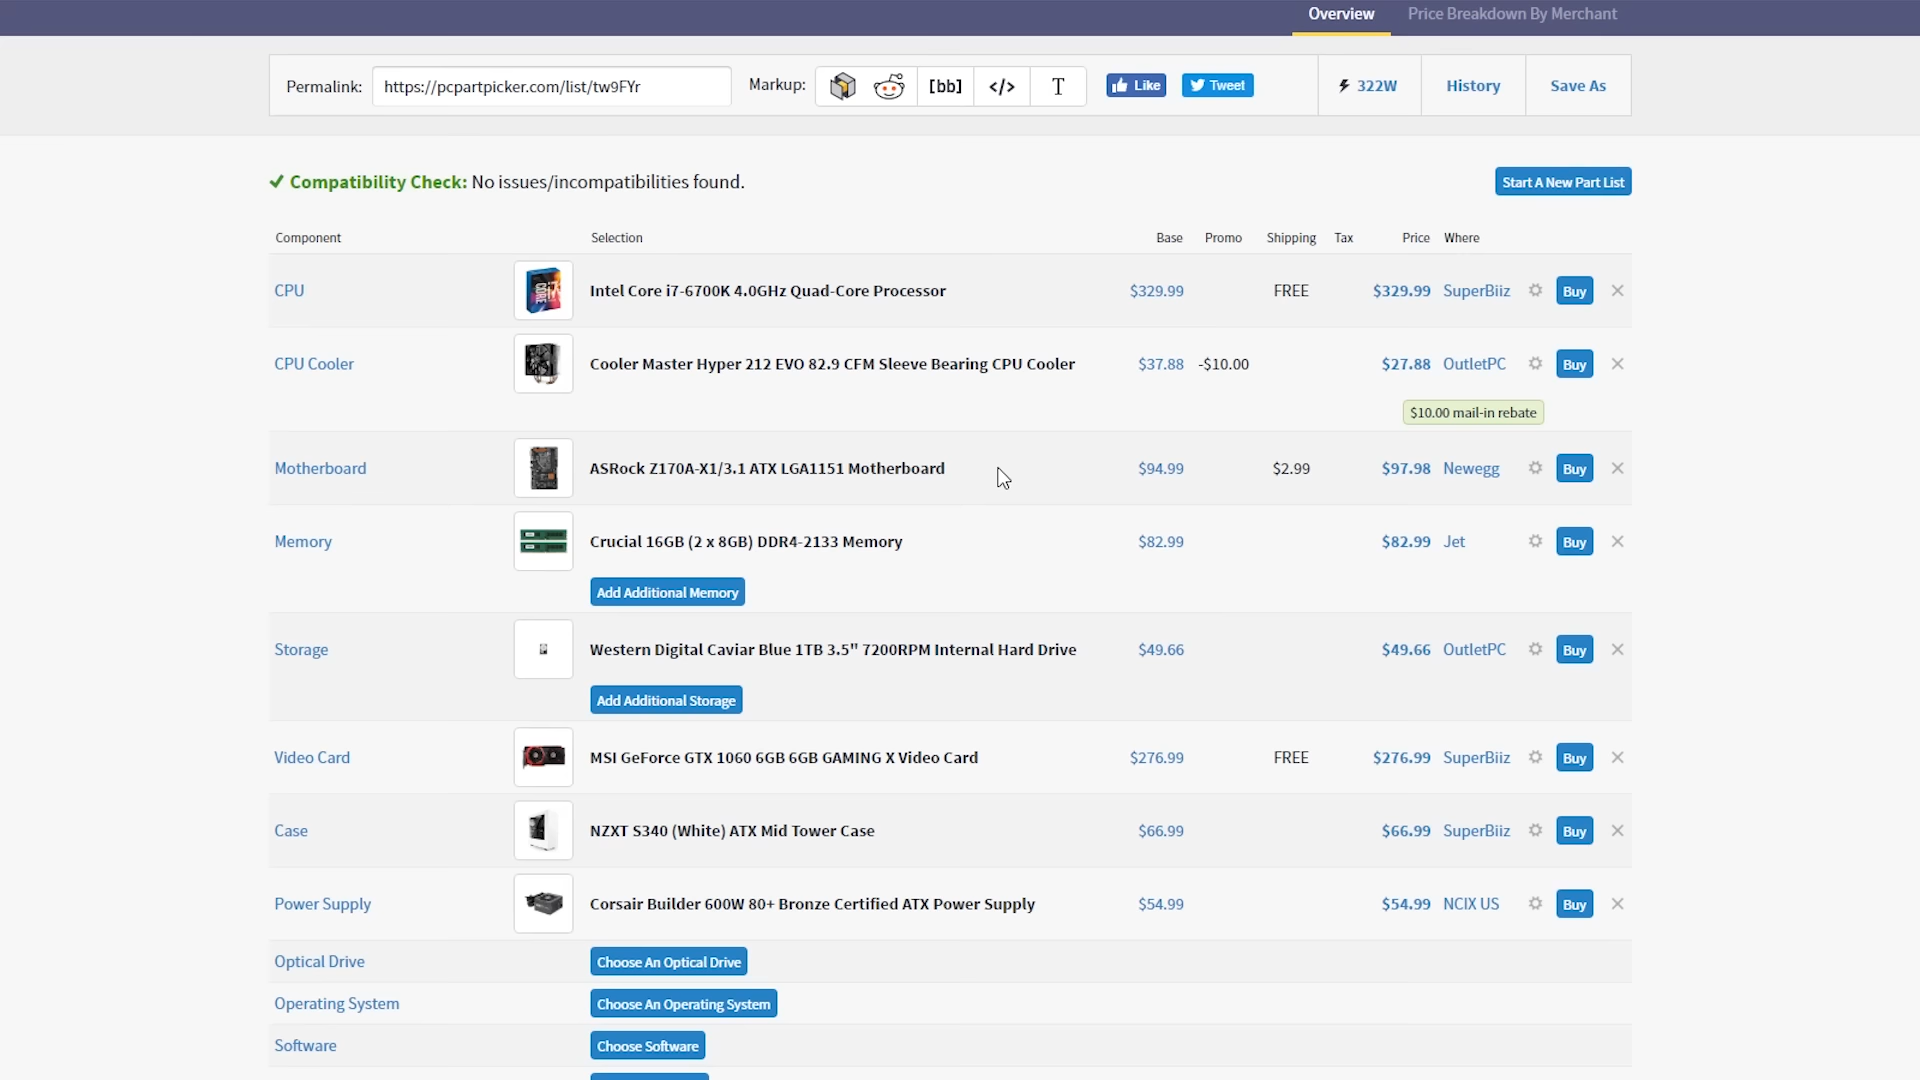 Overview Price Breakdown By Merchant
Permalink: https://pcpartpicker.com/list/tw9FYr Markup: [bb] </> T Like Tweet 322W History Save As
Compatibility Check: No issues/incompatibilities found. Start A New Part List
Component Selection Base Promo Shipping Tax Price Where
CPU Intel Core i7-6700K 4.0GHz Quad-Core Processor $329.99 FREE $329.99 SuperBiiz Buy
CPU Cooler Cooler Master Hyper 212 EVO 82.9 CFM Sleeve Bearing CPU Cooler $37.88 -$10.00 $27.88 OutletPC Buy
$10.00 mail-in rebate
Motherboard ASRock Z170A-X1/3.1 ATX LGA1151 Motherboard $94.99 $2.99 $97.98 Newegg Buy
Memory Crucial 16GB (2 x 8GB) DDR4-2133 Memory $82.99 $82.99 Jet Buy
Add Additional Memory
Storage Western Digital Caviar Blue 1TB 3.5" 7200RPM Internal Hard Drive $49.66 $49.66 OutletPC Buy
Add Additional Storage
Video Card MSI GeForce GTX 1060 6GB 6GB GAMING X Video Card $276.99 FREE $276.99 SuperBiiz Buy
Case NZXT S340 (White) ATX Mid Tower Case $66.99 $66.99 SuperBiiz Buy
Power Supply Corsair Builder 600W 80+ Bronze Certified ATX Power Supply $54.99 $54.99 NCIX US Buy
Optical Drive Choose An Optical Drive
Operating System Choose An Operating System
Software Choose Software